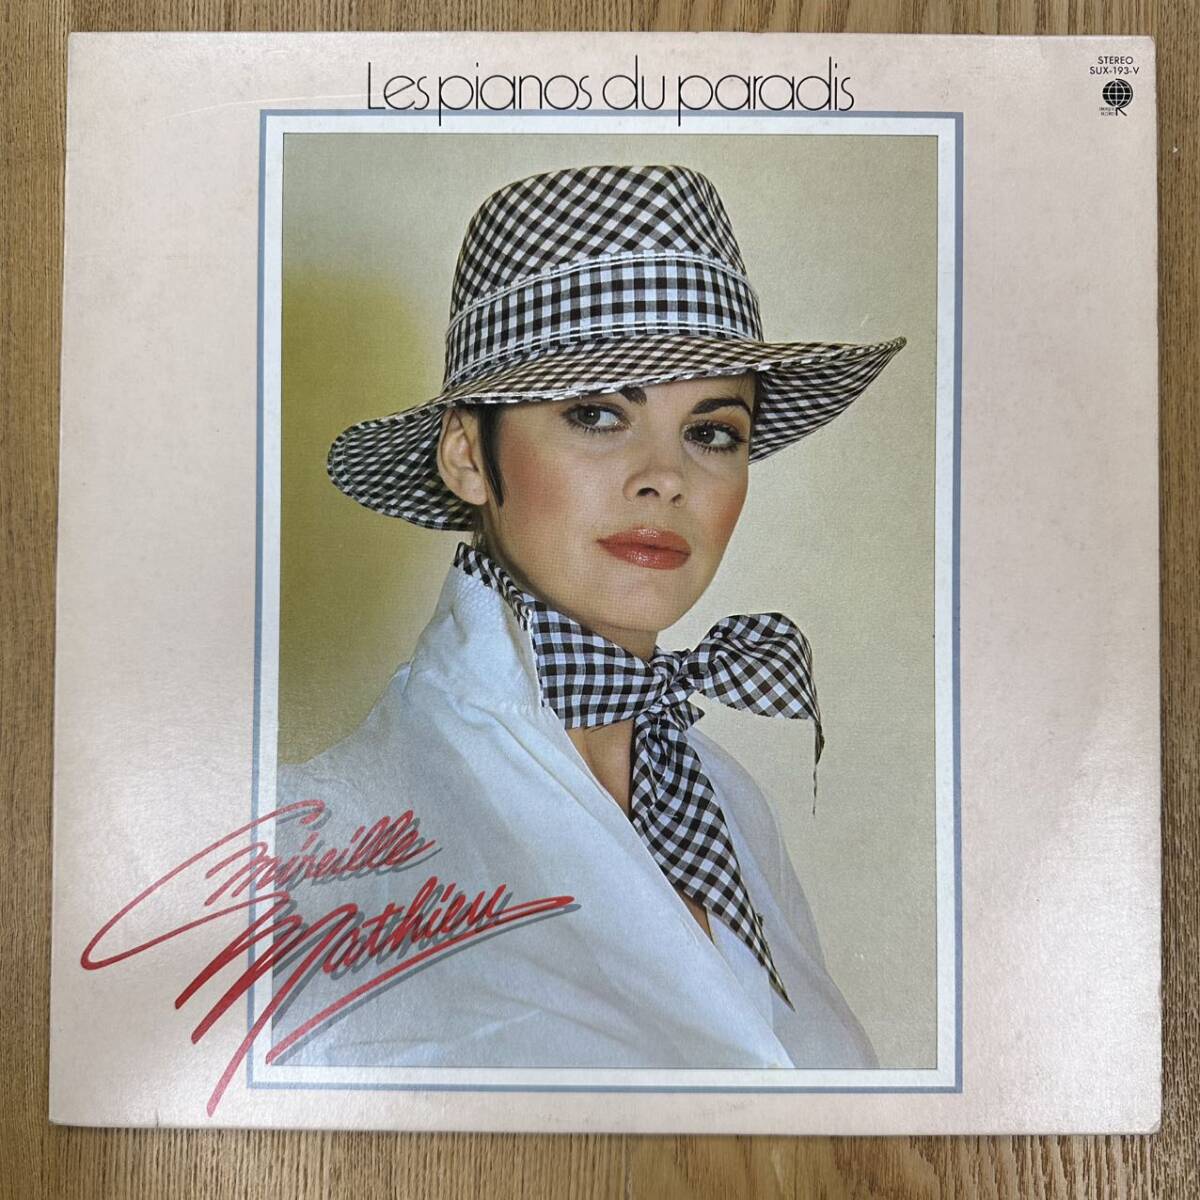 Les pianos du paradis
STEREO
SUX-193-V
Mireille
Mathieu